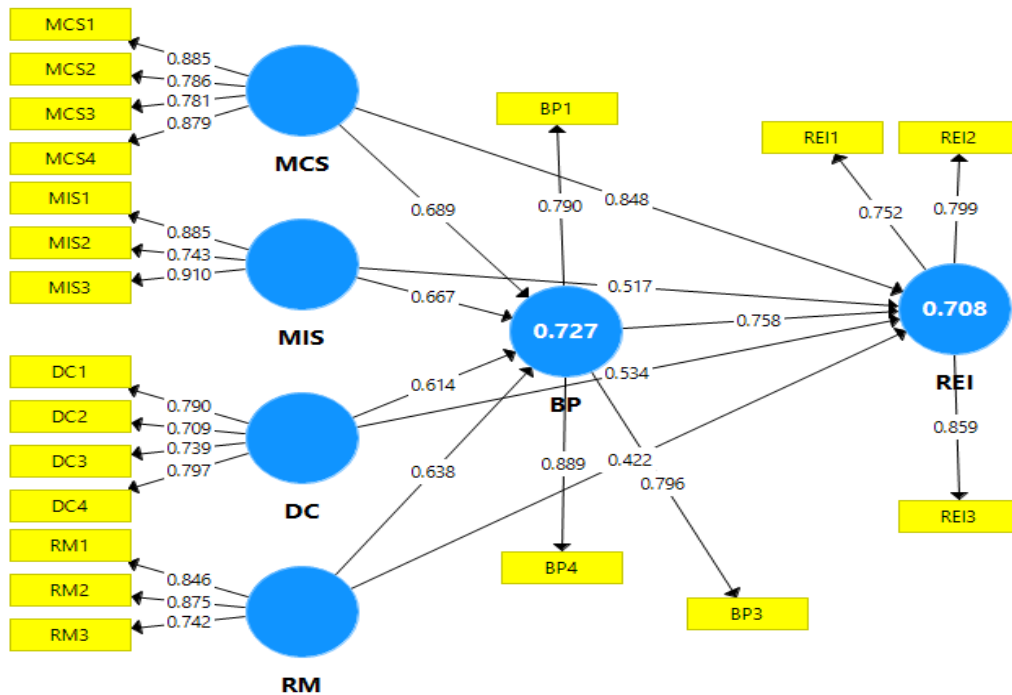 MCS1
0.885
MCS2
0.786
MCS3
0.781
0.879
MCS4
MCS
MIS1
0.885
MIS2
0.743
MIS3
0.910
MIS
DC1
0.790
DC2
0.709
DC3
0.739
0.797
DC4
DC
RM1
0.846
RM2
0.875
RM3
0.742
RM
0.689
0.667
0.614
0.638
0.848
0.517
0.758
0.534
0.422
BP1
0.790
0.727
BP
0.889
0.796
BP4
BP3
REI1
REI2
0.752
0.799
0.708
REI
0.859
REI3